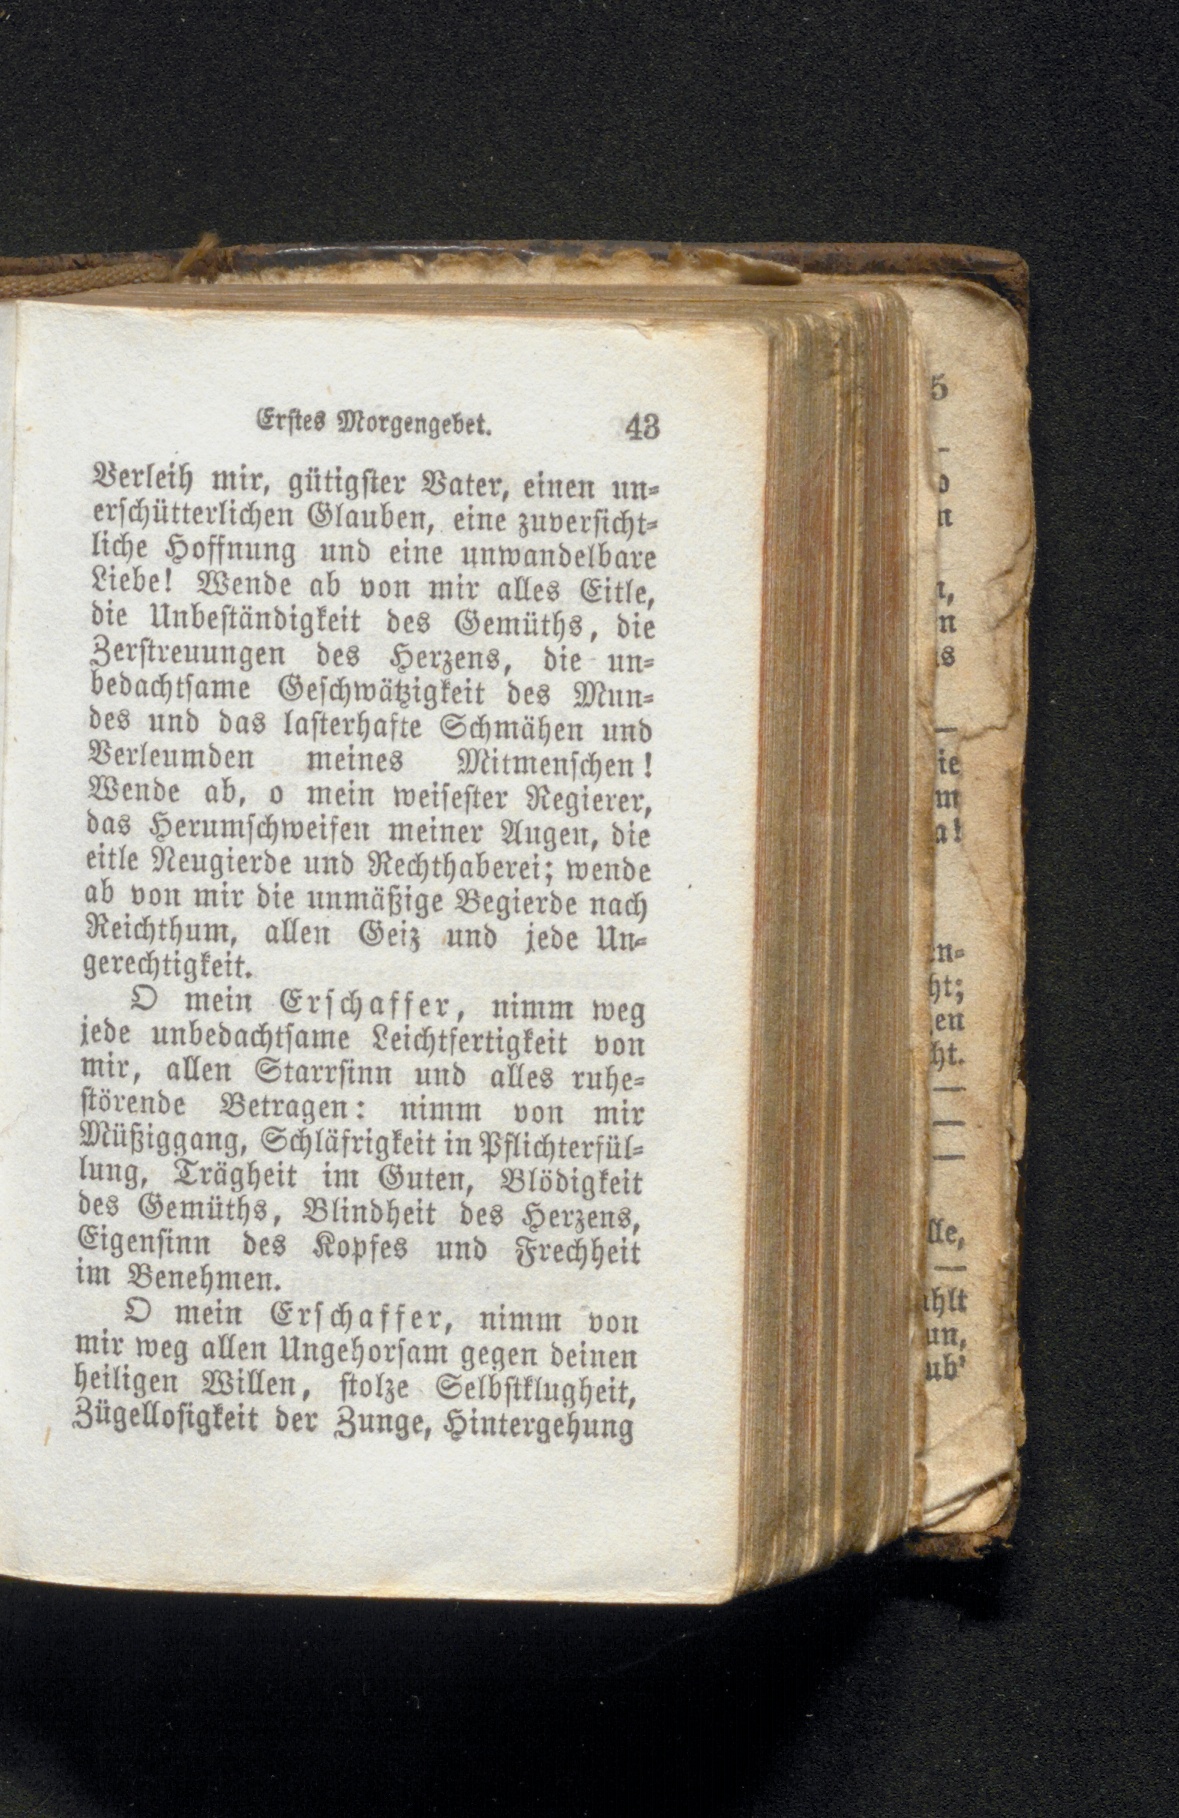 Erstes Morgengebet. 43
Verleih mir, gütigster Vater, einen un=
erschütterlichen Glauben, eine zuversicht=
liche Hoffnung und eine unwandelbare
Liebe! Wende ab von mir alles Eitle,
die Unbeständigkeit des Gemüths, die
Zerstreuungen des Herzens, die un=
bedachtsame Geschwätzigkeit des Mun=
des und das lasterhafte Schmähen und
Verleumden meines Mitmenschen!
Wende ab, o mein weisester Regierer,
das Herumschweifen meiner Augen, die
eitle Neugierde und Rechthaberei; wende
ab von mir die unmäßige Begierde nach
Reichthum, allen Geiz und jede Un=
gerechtigkeit.
O mein Erschaffer, nimm weg
jede unbedachtsame Leichtfertigkeit von
mir, allen Starrsinn und alles ruhe=
störende Betragen: nimm von mir
Müßiggang, Schläfrigkeit in Pflichterfül=
lung, Trägheit im Guten, Blödigkeit
des Gemüths, Blindheit des Herzens,
Eigensinn des Kopfes und Frechheit
im Benehmen.
O mein Erschaffer, nimm von
mir weg allen Ungehorsam gegen deinen
heiligen Willen, stolze Selbstklugheit,
Zügellosigkeit der Zunge, Hintergehung